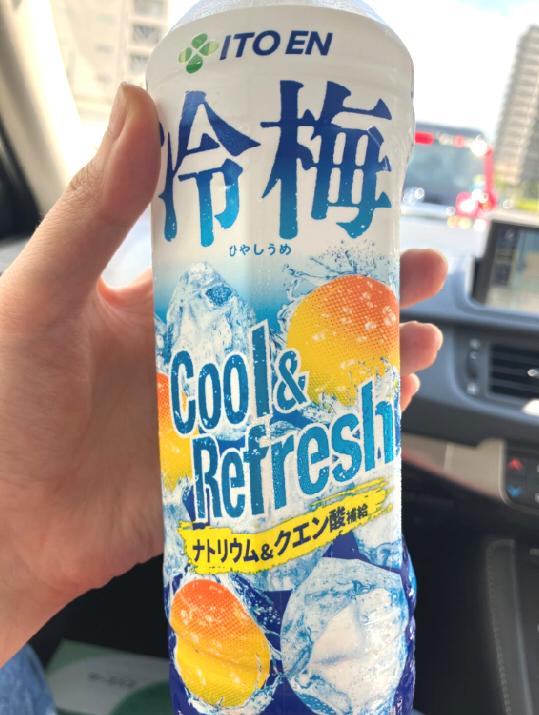 ITO EN
冷梅
ひやしうめ
Cool &
Refresh
ナトリウム&クエン酸補給